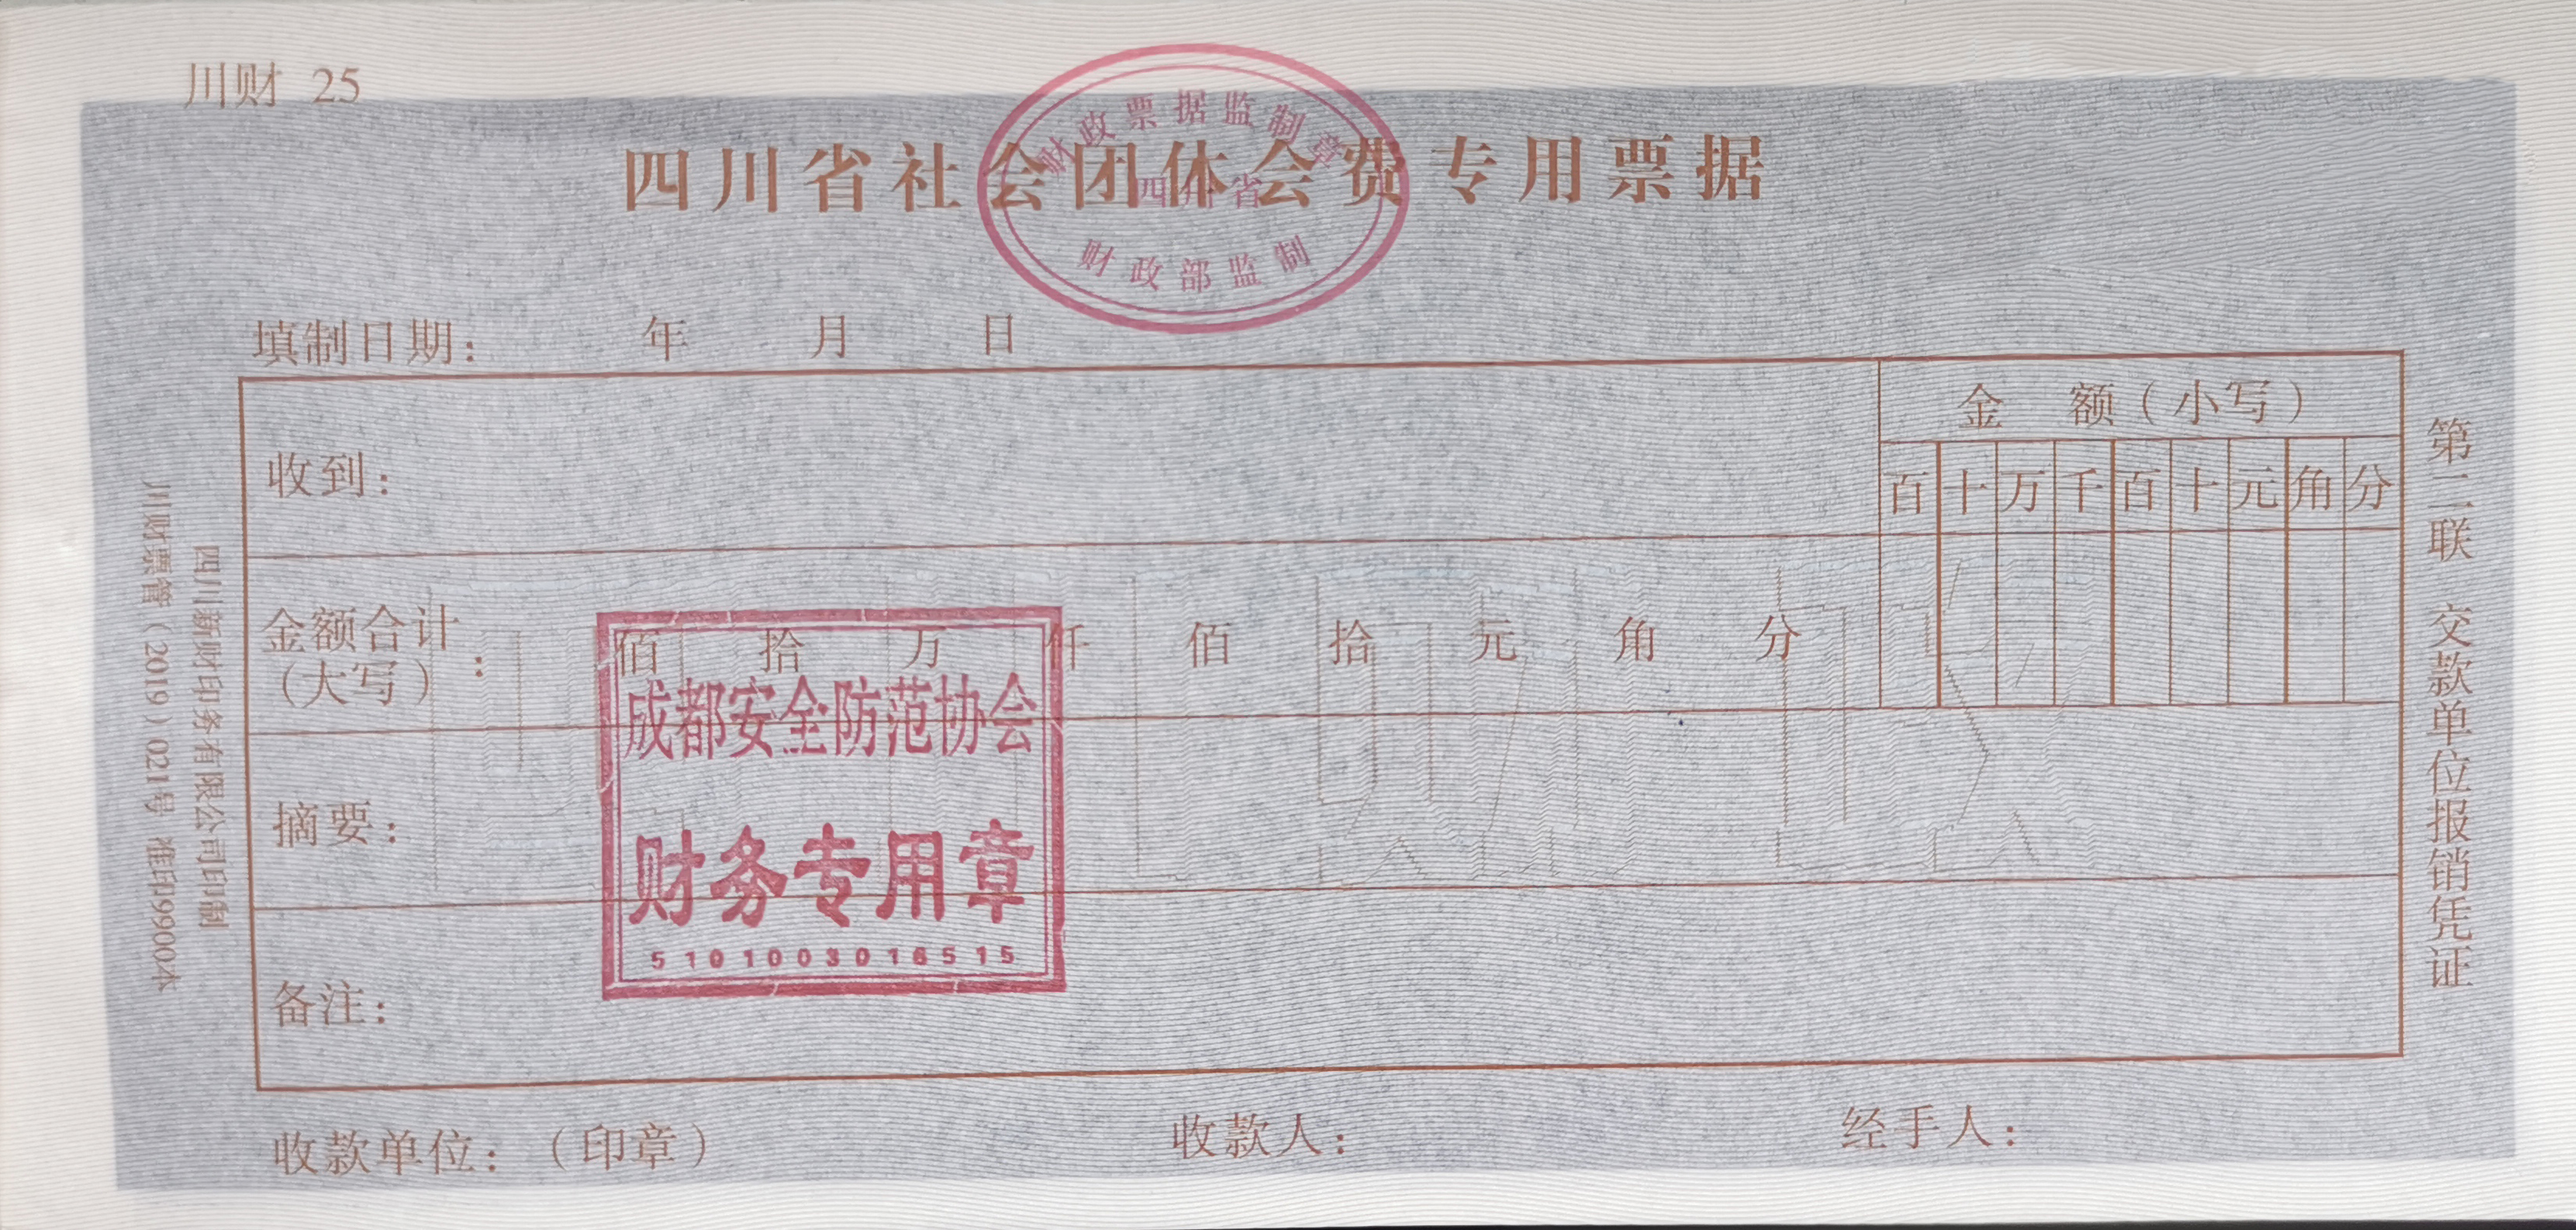 川财 25
四川省社会团体会费专用票据
财政票据监制章
四川省
财政部监制
填制日期： 年 月 日
收到：
金 额（小写）
百 十 万 千 百 十 元 角 分
金额合计
（大写）：
佰 拾 万 仟 佰 拾 元 角 分
成都安全防范协会
财务专用章
5101003016515
摘要：
备注：
收款单位：（印章） 收款人： 经手人：
第二联 交款单位报销凭证
四川新财印务有限公司印制
川财票管（2019）021号 准印99004